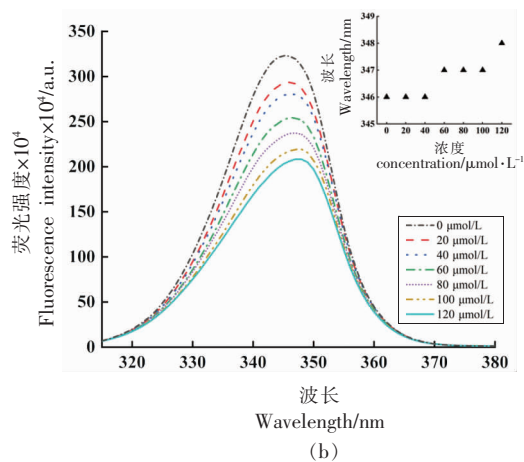 350
300
250
200
150
100
50
0
荧光强度×10⁴
Fluorescence intensity×10⁴/a.u.
349
348
347
346
345
波长
Wavelength/nm
0 20 40 60 80 100 120
浓度
concentration/μmol·L⁻¹
0 μmol/L
20 μmol/L
40 μmol/L
60 μmol/L
80 μmol/L
100 μmol/L
120 μmol/L
320 330 340 350 360 370 380
波长
Wavelength/nm
(b)